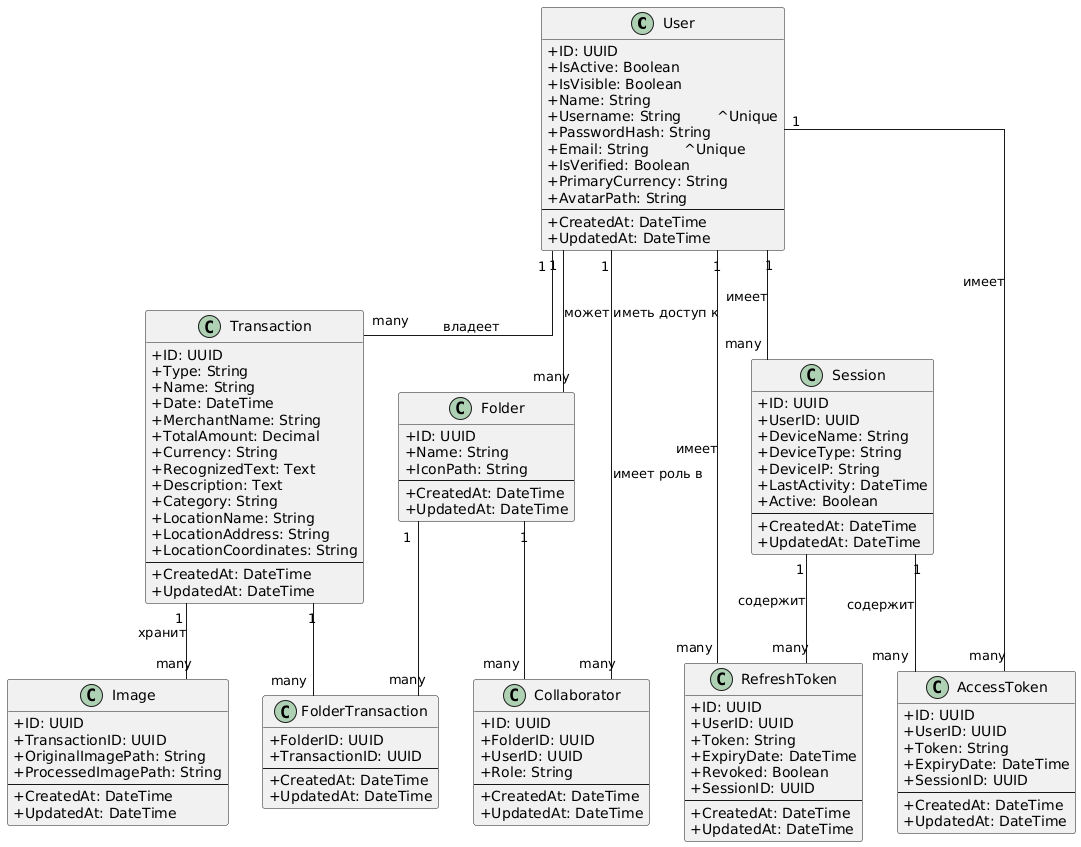 C User
+ID: UUID
+IsActive: Boolean
+IsVisible: Boolean
+Name: String
+Username: String ^Unique
+PasswordHash: String
+Email: String ^Unique
+IsVerified: Boolean
+PrimaryCurrency: String
+AvatarPath: String
+CreatedAt: DateTime
+UpdatedAt: DateTime
1
1
1
1
1
1
имеет
имеет
может иметь доступ к
many
владеет
many
many
C Transaction
+ID: UUID
+Type: String
+Name: String
+Date: DateTime
+MerchantName: String
+TotalAmount: Decimal
+Currency: String
+RecognizedText: Text
+Description: Text
+Category: String
+LocationName: String
+LocationAddress: String
+LocationCoordinates: String
+CreatedAt: DateTime
+UpdatedAt: DateTime
C Folder
+ID: UUID
+Name: String
+IconPath: String
+CreatedAt: DateTime
+UpdatedAt: DateTime
C Session
+ID: UUID
+UserID: UUID
+DeviceName: String
+DeviceType: String
+DeviceIP: String
+LastActivity: DateTime
+Active: Boolean
+CreatedAt: DateTime
+UpdatedAt: DateTime
имеет
имеет роль в
1
1
1
1
1
1
хранит
содержит
содержит
many
many
many
many
many
many
many
many
many
C Image
+ID: UUID
+TransactionID: UUID
+OriginalImagePath: String
+ProcessedImagePath: String
+CreatedAt: DateTime
+UpdatedAt: DateTime
C FolderTransaction
+FolderID: UUID
+TransactionID: UUID
+CreatedAt: DateTime
+UpdatedAt: DateTime
C Collaborator
+ID: UUID
+FolderID: UUID
+UserID: UUID
+Role: String
+CreatedAt: DateTime
+UpdatedAt: DateTime
C RefreshToken
+ID: UUID
+UserID: UUID
+Token: String
+ExpiryDate: DateTime
+Revoked: Boolean
+SessionID: UUID
+CreatedAt: DateTime
+UpdatedAt: DateTime
C AccessToken
+ID: UUID
+UserID: UUID
+Token: String
+ExpiryDate: DateTime
+SessionID: UUID
+CreatedAt: DateTime
+UpdatedAt: DateTime